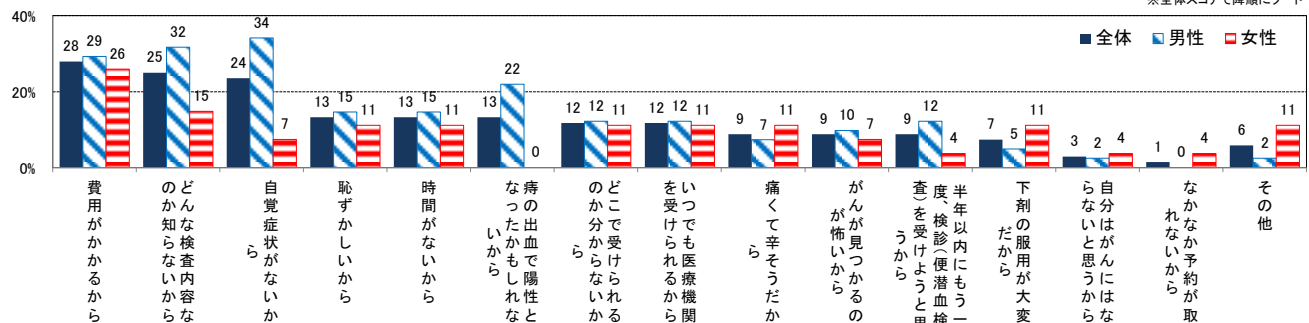 ※全体スコアで降順にソート
40%
20%
0%
全体 男性 女性
28 29 26
25 32 15
24 34 7
13 15 11
13 15 11
13 22 0
12 12 11
12 12 11
9 7 11
9 10 7
9 12 4
7 5 11
3 2 4
1 0 4
6 2 11
費用がかかるから
どんな検査内容な
のか知らないから
自覚症状がないか
ら
恥ずかしいから
時間がないから
痔の出血で陽性と
なったかもしれな
いから
どこで受けられる
のか分からないか
ら
いつでも医療機関
を受けられるから
痛くて辛そうだか
ら
がんが見つかるの
が怖いから
半年以内にもう一
度、検診(便潜血検
査)を受けようと思
うから
下剤の服用が大変
だから
自分はがんにはな
らないと思うから
なかなか予約が取
れないから
その他